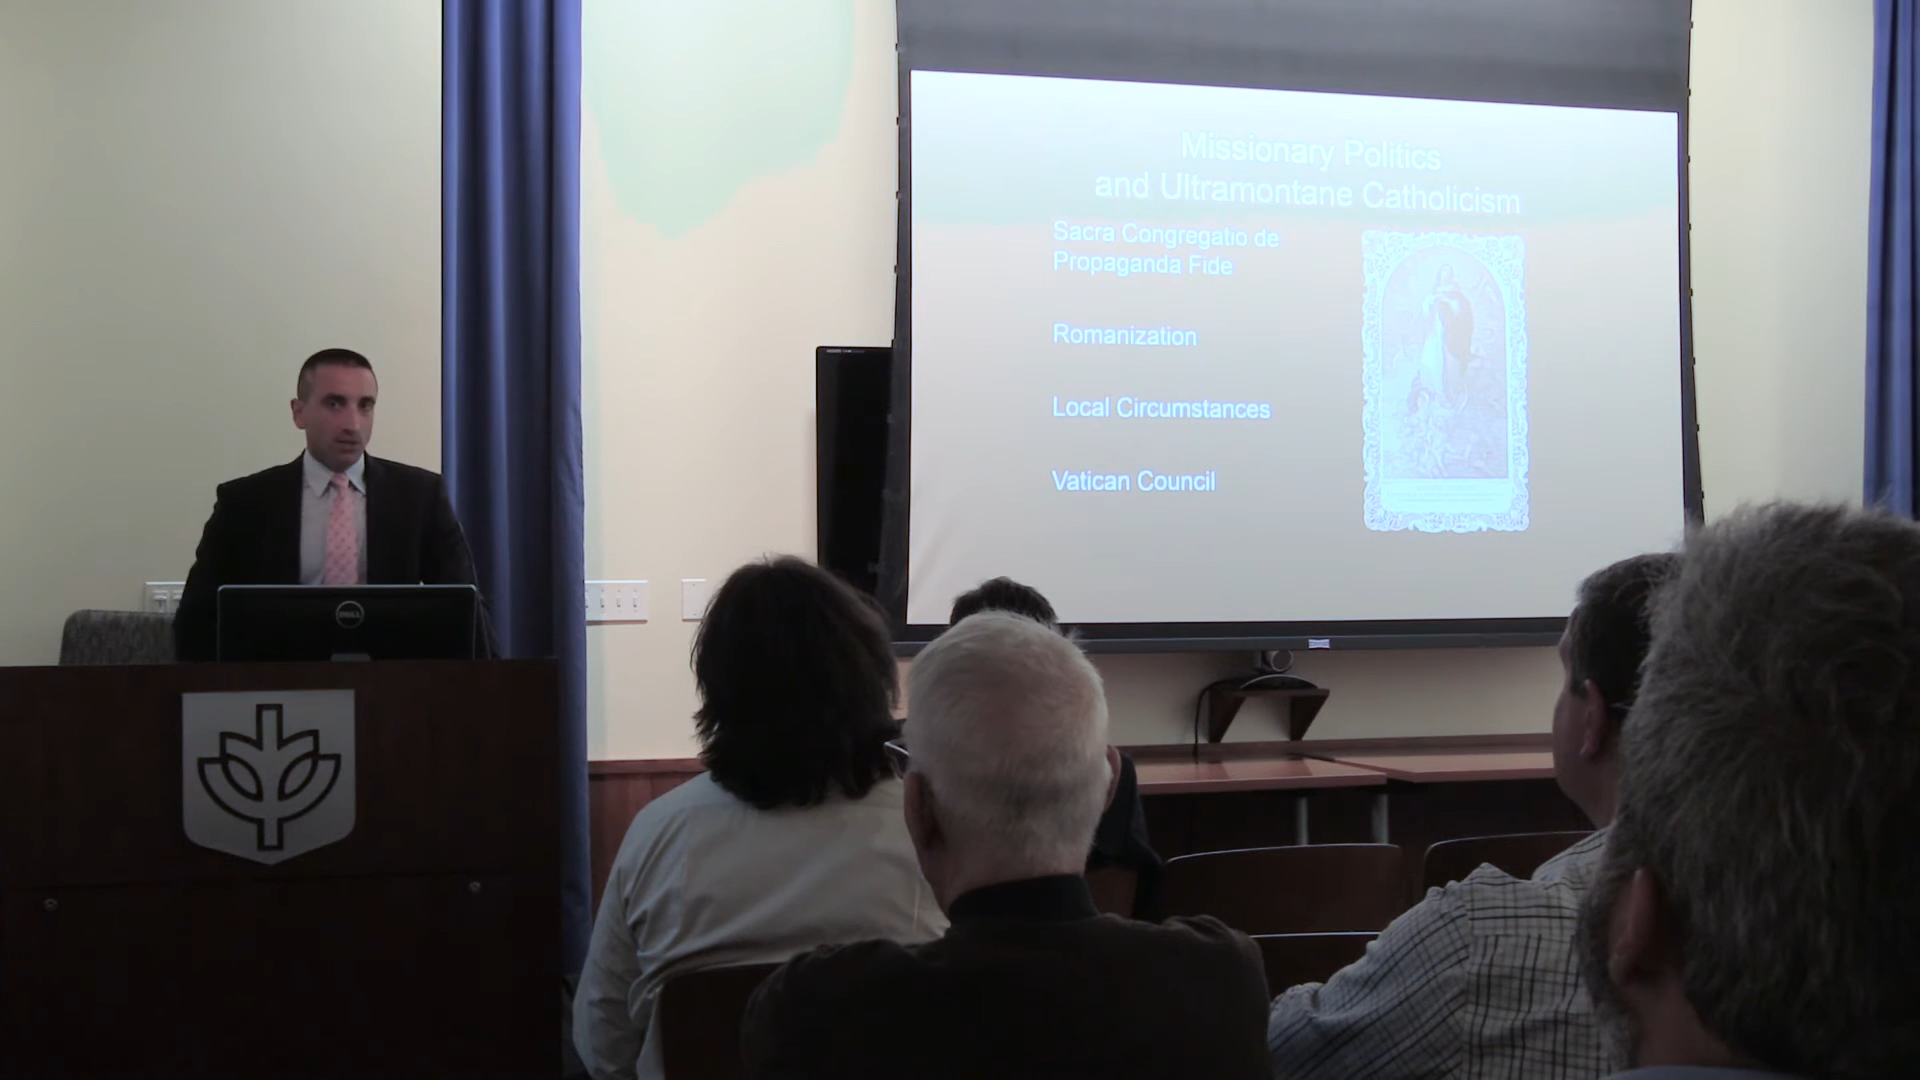 Missionary Politics
and Ultramontane Catholicism
Sacra Congregatio de
Propaganda Fide
Romanization
Local Circumstances
Vatican Council
DELL